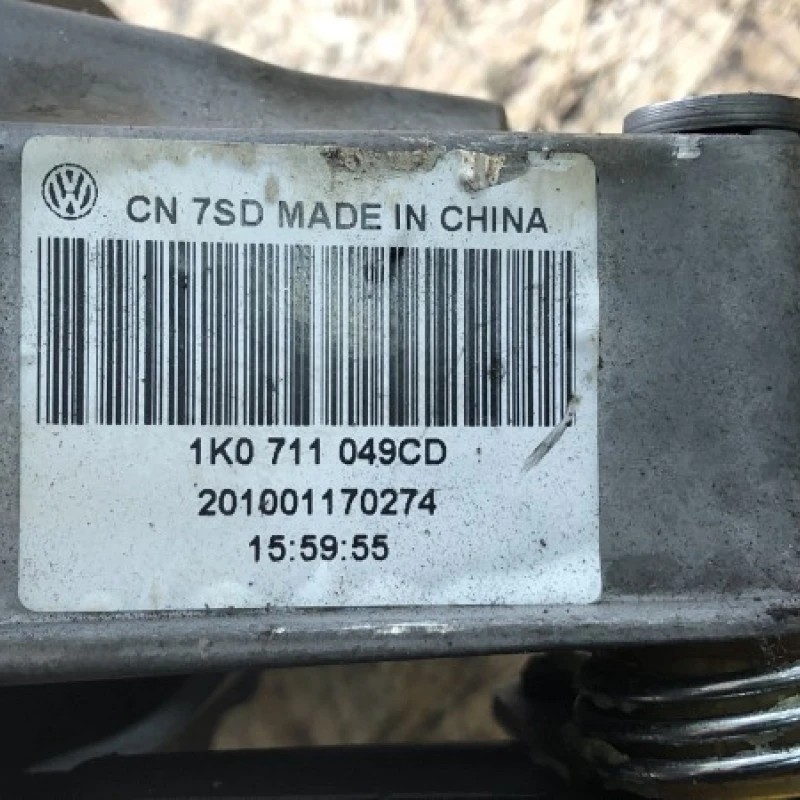 CN 7SD MADE IN CHINA
1K0 711 049CD
201001170274
15:59:55